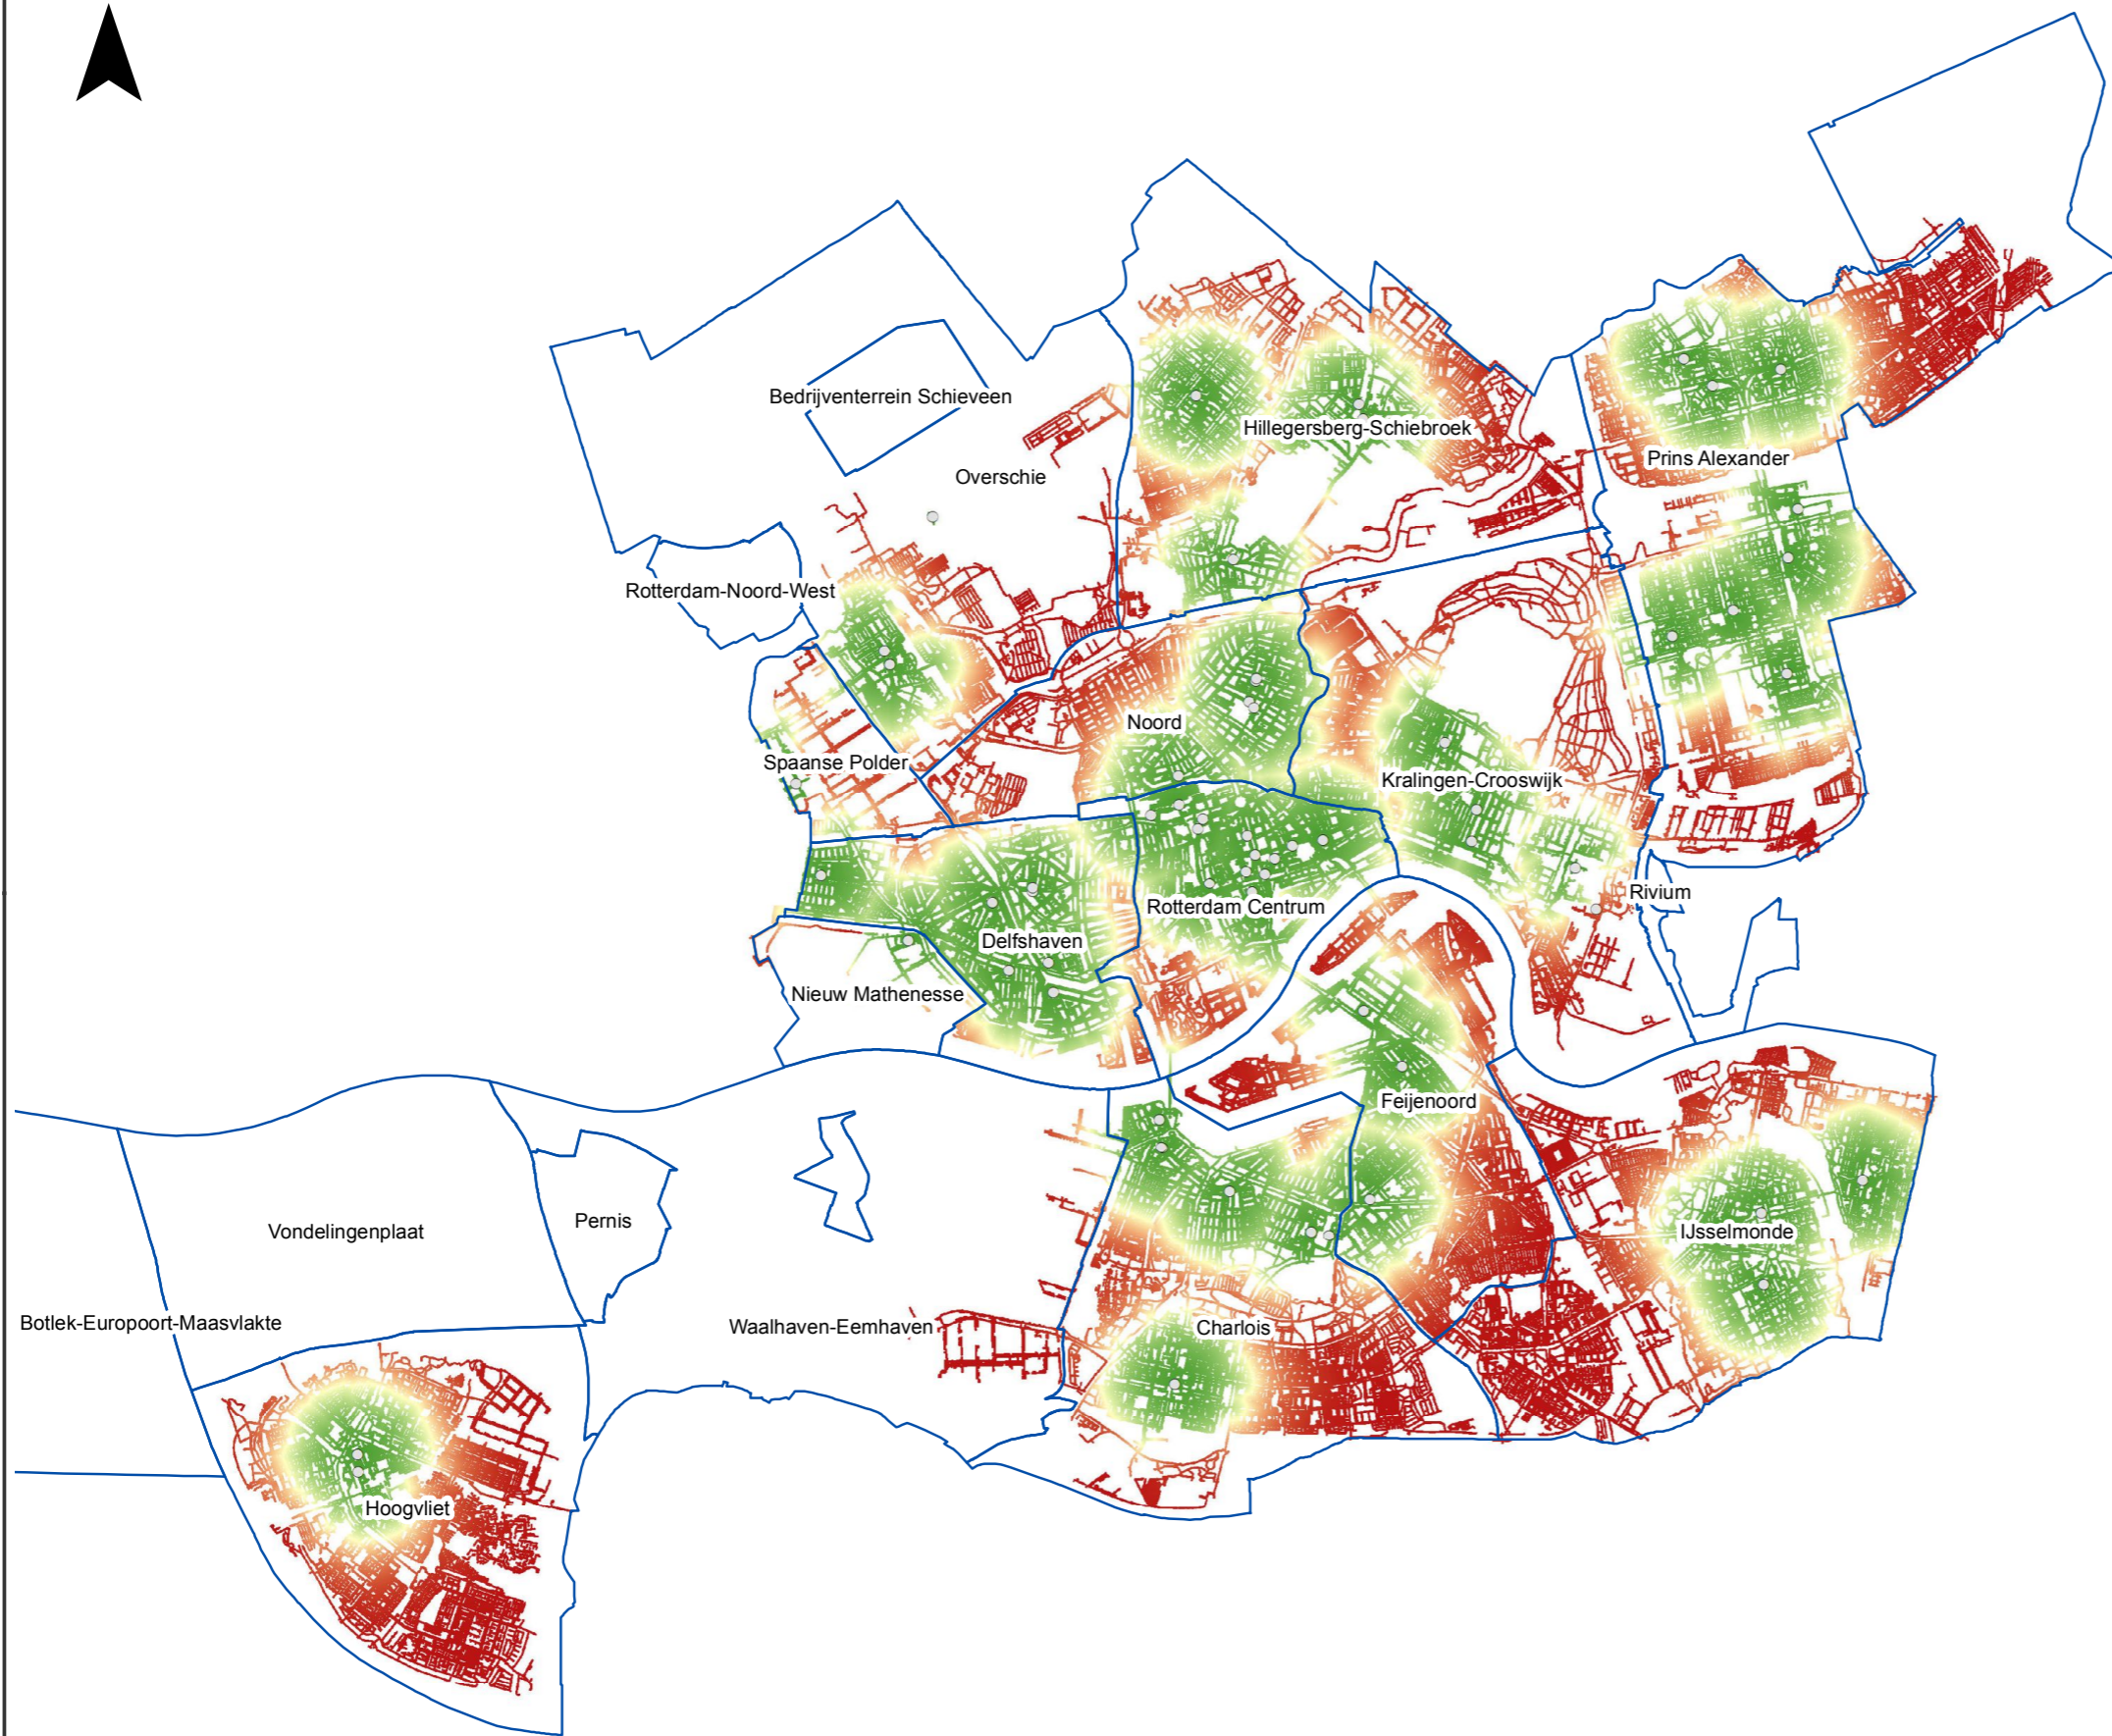 Bedrijventerrein Schieveen
Hillegersberg-Schiebroek
Prins Alexander
Overschie
Rotterdam-Noord-West
Noord
Spaanse Polder
Kralingen-Crooswijk
Rivium
Rotterdam Centrum
Delfshaven
Nieuw Mathenesse
Feijenoord
Pernis
Vondelingenplaat
IJsselmonde
Botlek-Europoort-Maasvlakte
Waalhaven-Eemhaven
Charlois
Hoogvliet